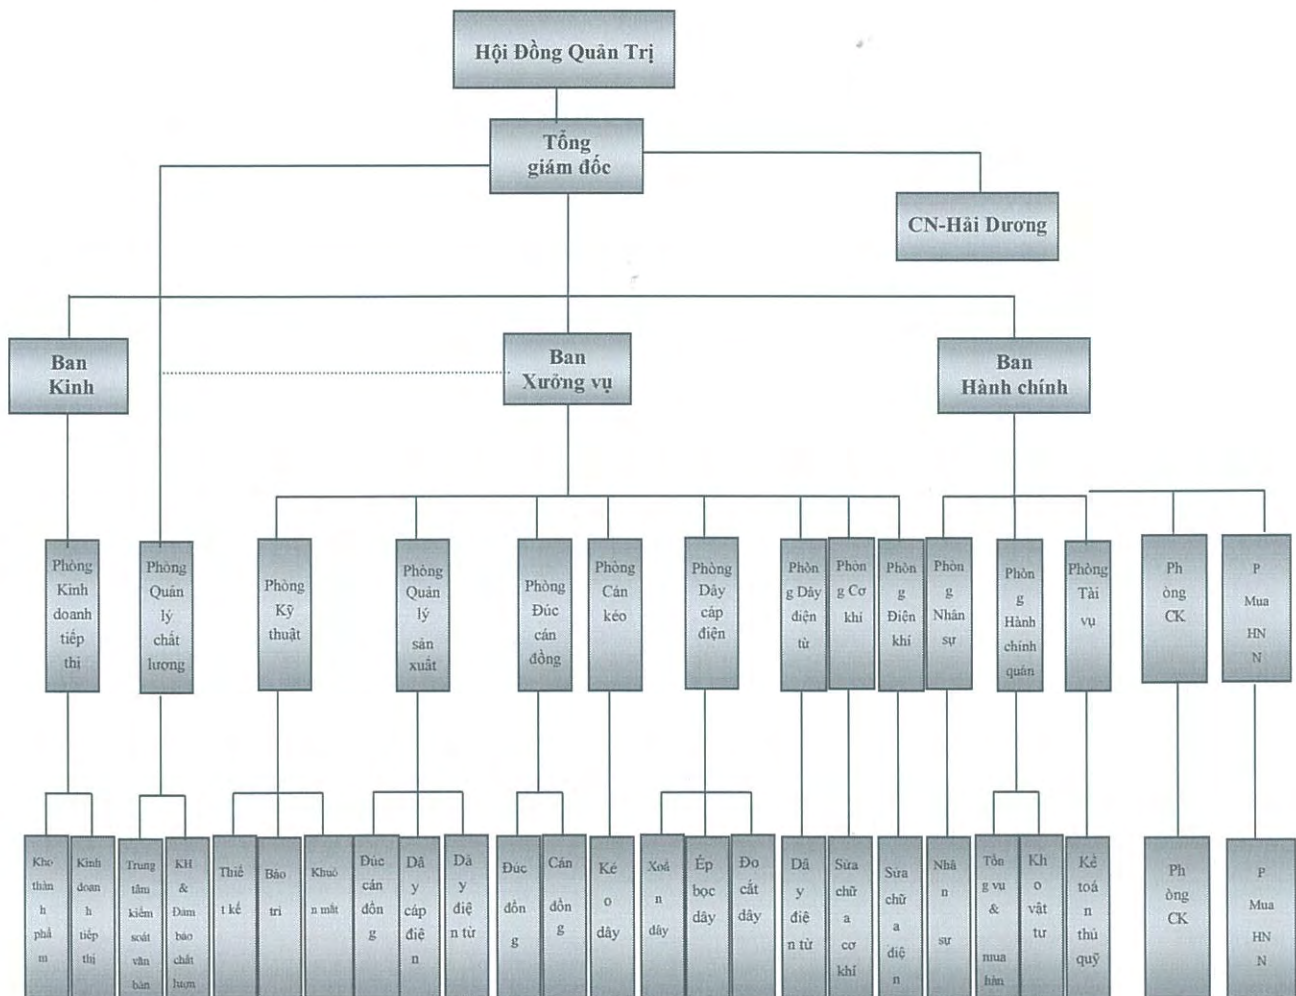 Hội Đồng Quản Trị
Tổng
giám đốc
CN-Hải Dương
Ban
Kinh
Ban
Xưởng vụ
Ban
Hành chính
Phòng
Kinh
doanh
tiếp
thị
Phòng
Quản
lý
chất
lượng
Phòng
Kỹ
thuật
Phòng
Quản
lý
sản
xuất
Phòng
Đúc
cán
đồng
Phòng
Cán
kéo
Phòng
Dây
cáp
điện
Phòn
g Dây
điện
từ
Phòn
g Cơ
khí
Phòn
g
Điện
khí
Phòn
g
Nhân
sự
Phòn
g
Hành
chính
quản
Phòng
Tài
vụ
Ph
òng
CK
P
Mua
HN
N
Kho
thàn
h
phẩ
m
Kinh
doan
h
tiếp
thị
Trung
tâm
kiểm
soát
văn
bản
KH
&
Đảm
bảo
chất
lượn
Thiế
t kế
Bảo
trì
Khuô
n mắt
Đúc
cán
đồn
g
Dâ
y
cáp
điệ
n
Dâ
y
điệ
n từ
Đúc
đồn
g
Cán
đồn
g
Ké
o
dây
Xoắ
n
dây
Ép
bọc
dây
Đo
cắt
dây
Dâ
y
điệ
n từ
Sửa
chữ
a
cơ
khí
Sửa
chữ
a
điệ
n
Nhâ
n
sự
Tổn
g vụ
&
mua
hàn
Kh
o
vật
tư
Kế
toá
n
thủ
quỹ
Ph
òng
CK
P
Mua
HN
N